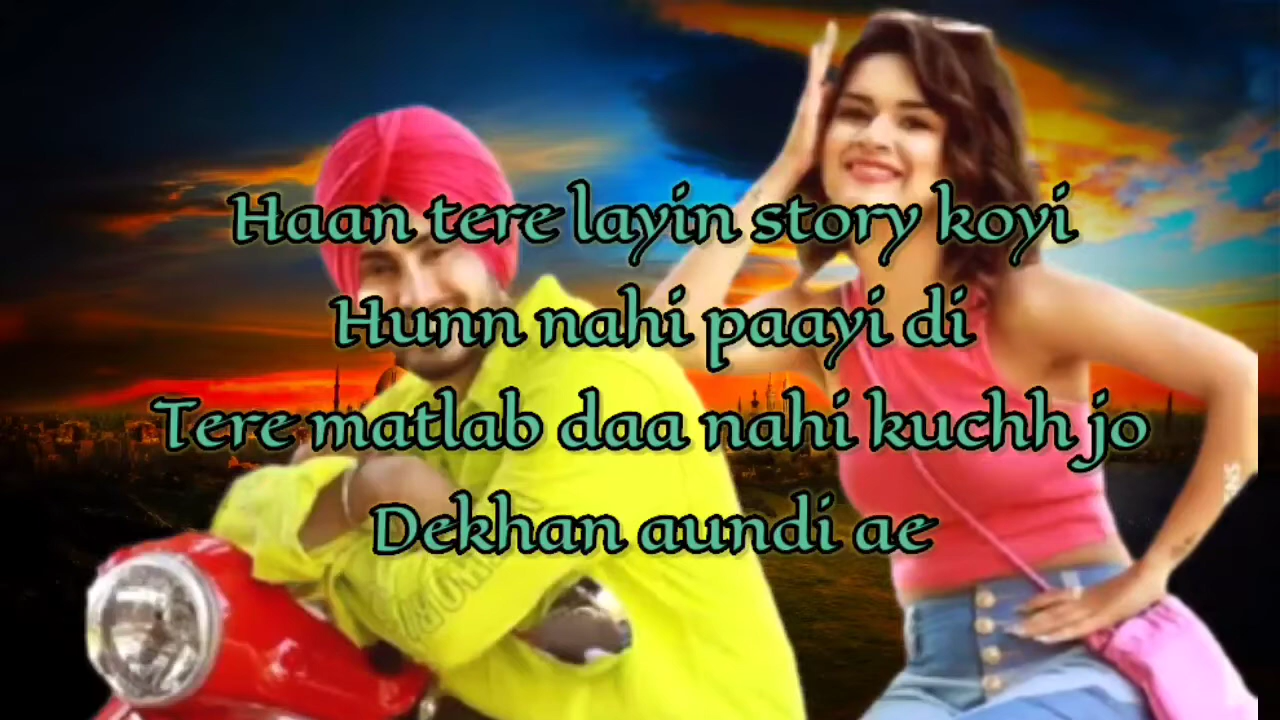 Haan tere layin story koyi
Hunn nahi paayi di
Tere matlab daa nahi kuchh jo
Dekhan aundi ae